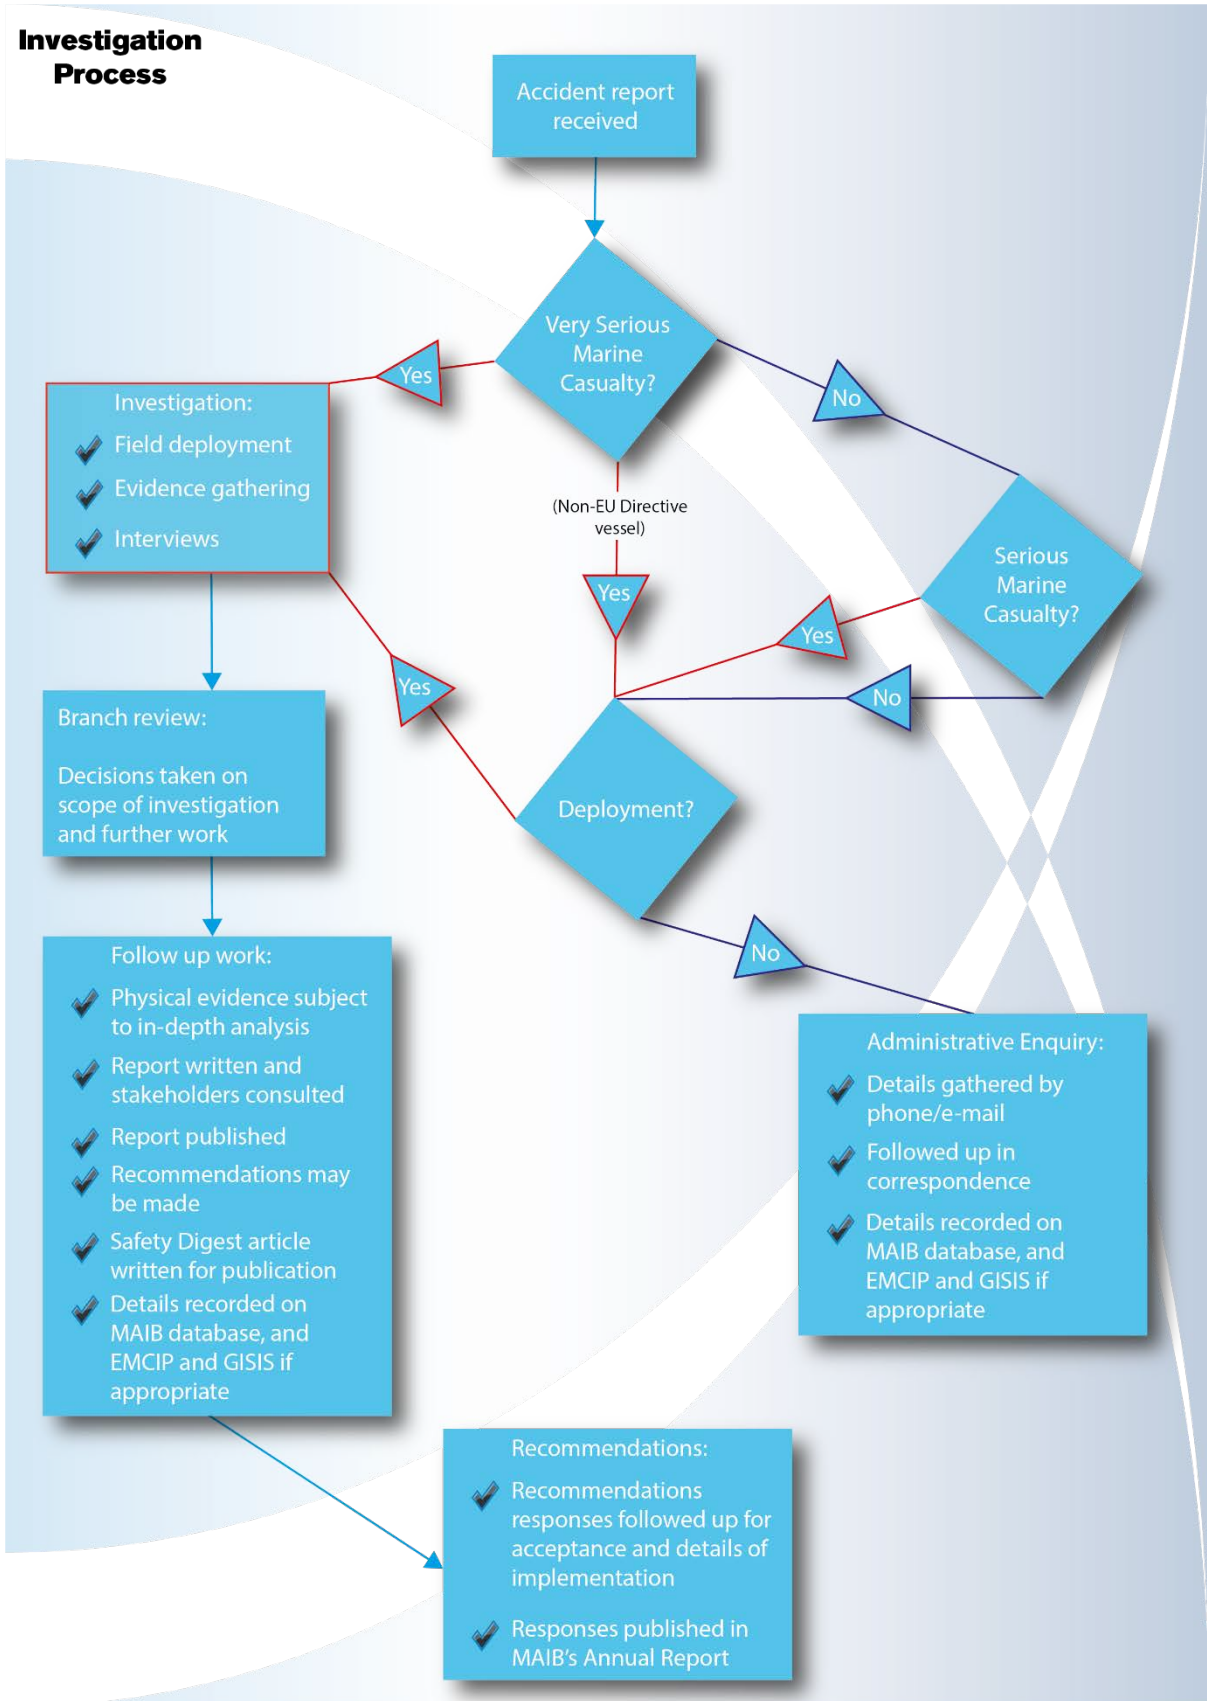 Investigation
Process
Accident report
received
Very Serious
Marine
Casualty?
Yes
No
Investigation:
Field deployment
Evidence gathering
Interviews
(Non-EU Directive
vessel)
Yes
Serious
Marine
Casualty?
Yes
No
Yes
Deployment?
No
Branch review:
Decisions taken on
scope of investigation
and further work
Follow up work:
Physical evidence subject
to in-depth analysis
Report written and
stakeholders consulted
Report published
Recommendations may
be made
Safety Digest article
written for publication
Details recorded on
MAIB database, and
EMCIP and GISIS if
appropriate
Administrative Enquiry:
Details gathered by
phone/e-mail
Followed up in
correspondence
Details recorded on
MAIB database, and
EMCIP and GISIS if
appropriate
Recommendations:
Recommendations
responses followed up for
acceptance and details of
implementation
Responses published in
MAIB's Annual Report